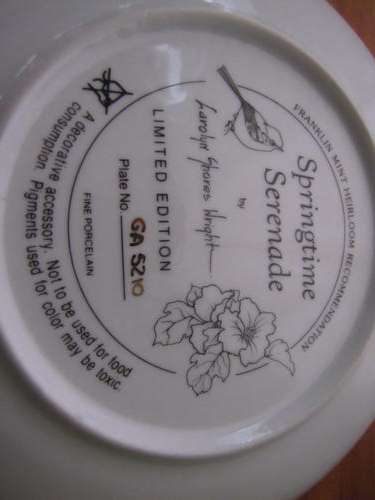 FRANKLIN MINT HEIRLOOM RECOMMENDATION
Springtime
Serenade
by
Carolyn Shores Wright
LIMITED EDITION
Plate No. GA 5210
FINE PORCELAIN
A decorative accessory. Not to be used for food
consumption. Pigments used for color may be toxic.